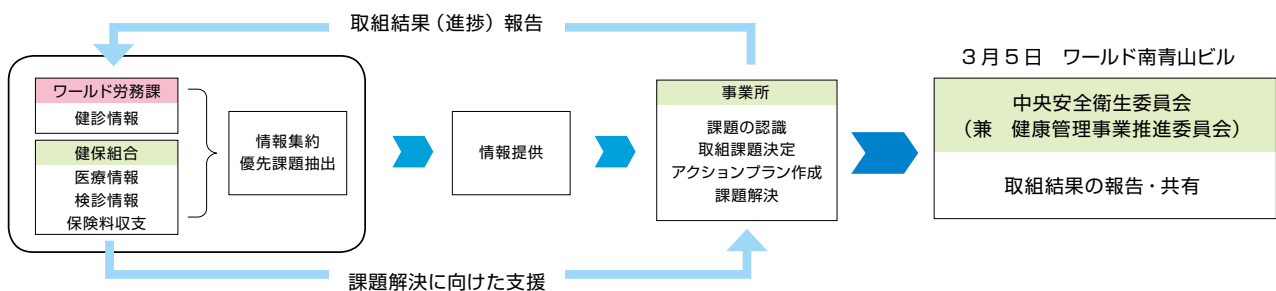 取組結果（進捗）報告
ワールド労務課
健診情報
健保組合
医療情報
検診情報
保険料収支
情報集約
優先課題抽出
情報提供
事業所
課題の認識
取組課題決定
アクションプラン作成
課題解決
３月５日　ワールド南青山ビル
中央安全衛生委員会
（兼　健康管理事業推進委員会）
取組結果の報告・共有
課題解決に向けた支援